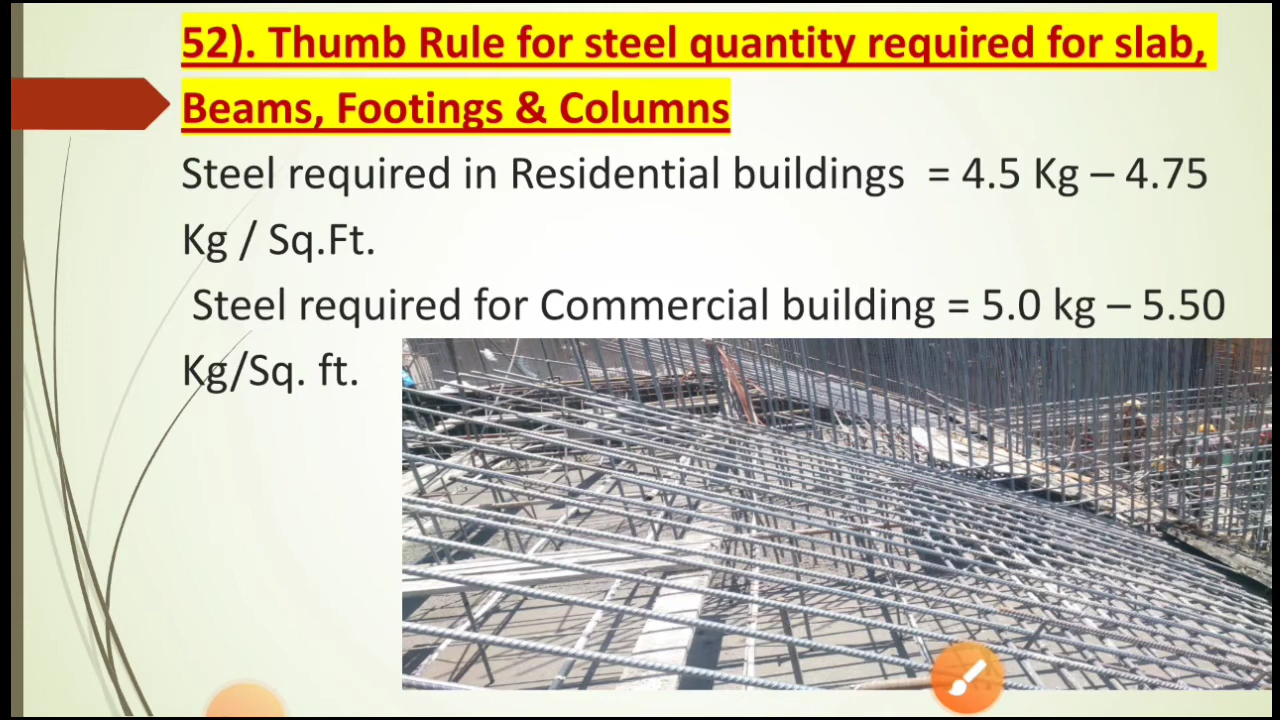 52). Thumb Rule for steel quantity required for slab,
Beams, Footings & Columns
Steel required in Residential buildings = 4.5 Kg – 4.75
Kg / Sq.Ft.
Steel required for Commercial building = 5.0 kg – 5.50
Kg/Sq. ft.